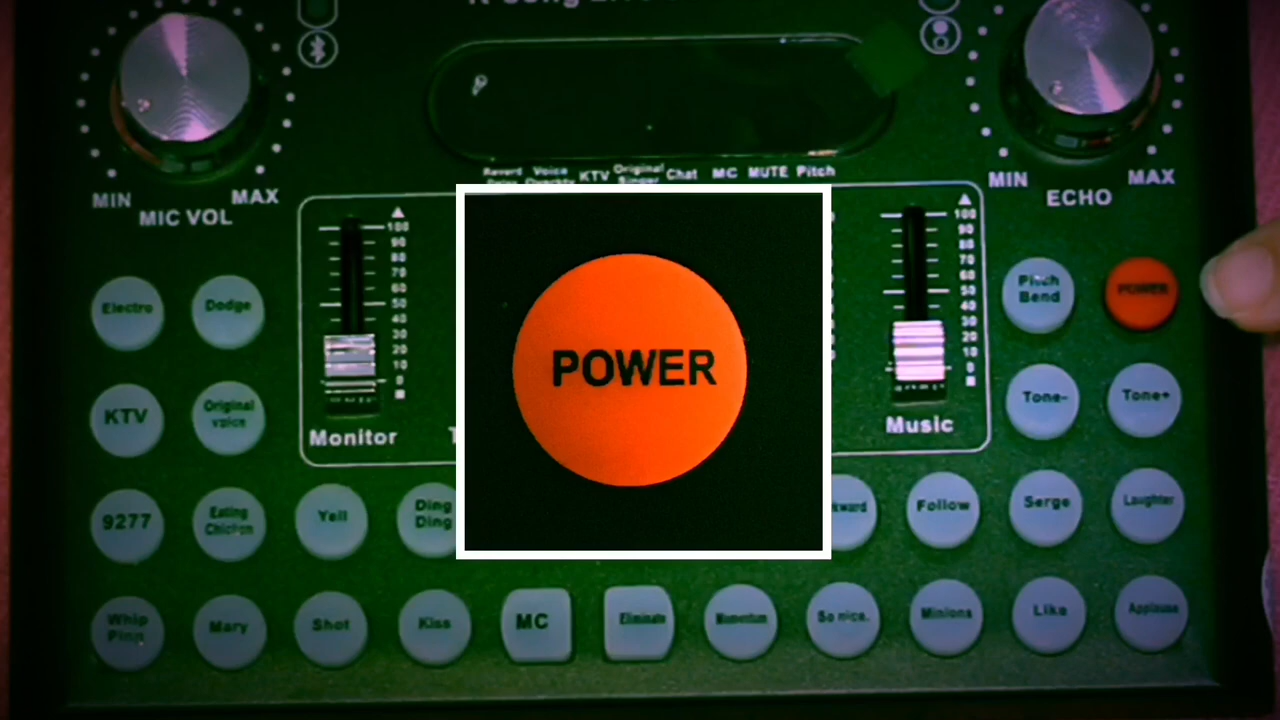 Voice
Original
KTV
Singer
Chat
MC
MUTE
Pitch
MIN
MAX
MIC VOL
MIN
MAX
ECHO
100
90
80
70
60
50
40
30
20
10
0
100
90
80
70
60
50
40
30
20
10
0
Monitor
Music
POWER
Electro
Dodge
Pitch
Bend
POWER
KTV
Original
voice
Tone-
Tone+
9277
Eating
Chicken
Yell
Ding
Ding
Follow
Serge
Laughter
Whip
Mary
Shot
Kiss
MC
Eliminate
Momentum
So nice.
Minions
Like
Applause